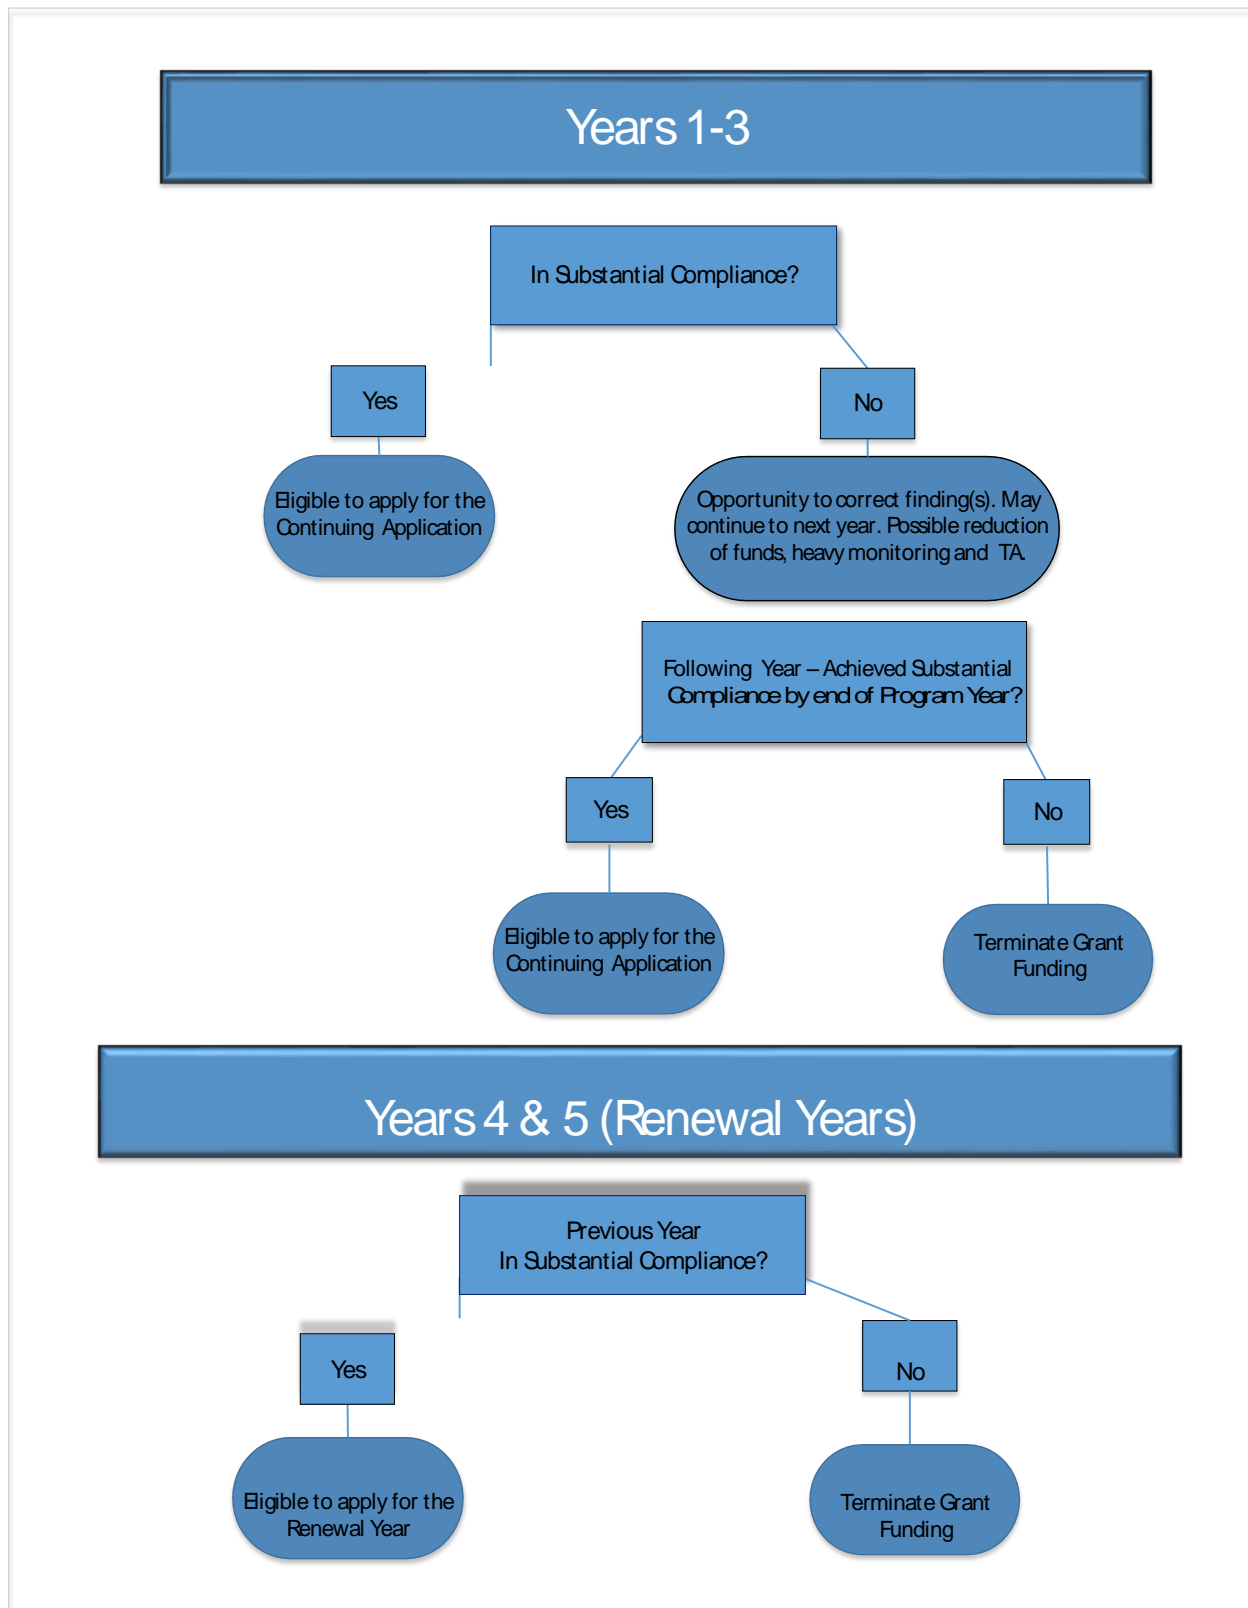 Years 1-3
In Substantial Compliance?
Yes
No
Eligible to apply for the
Continuing Application
Opportunity to correct finding(s). May
continue to next year. Possible reduction
of funds, heavy monitoring and TA.
Following Year – Achieved Substantial
Compliance by end of Program Year?
Yes
No
Eligible to apply for the
Continuing Application
Terminate Grant
Funding
Years 4 & 5 (Renewal Years)
Previous Year
In Substantial Compliance?
Yes
No
Eligible to apply for the
Renewal Year
Terminate Grant
Funding